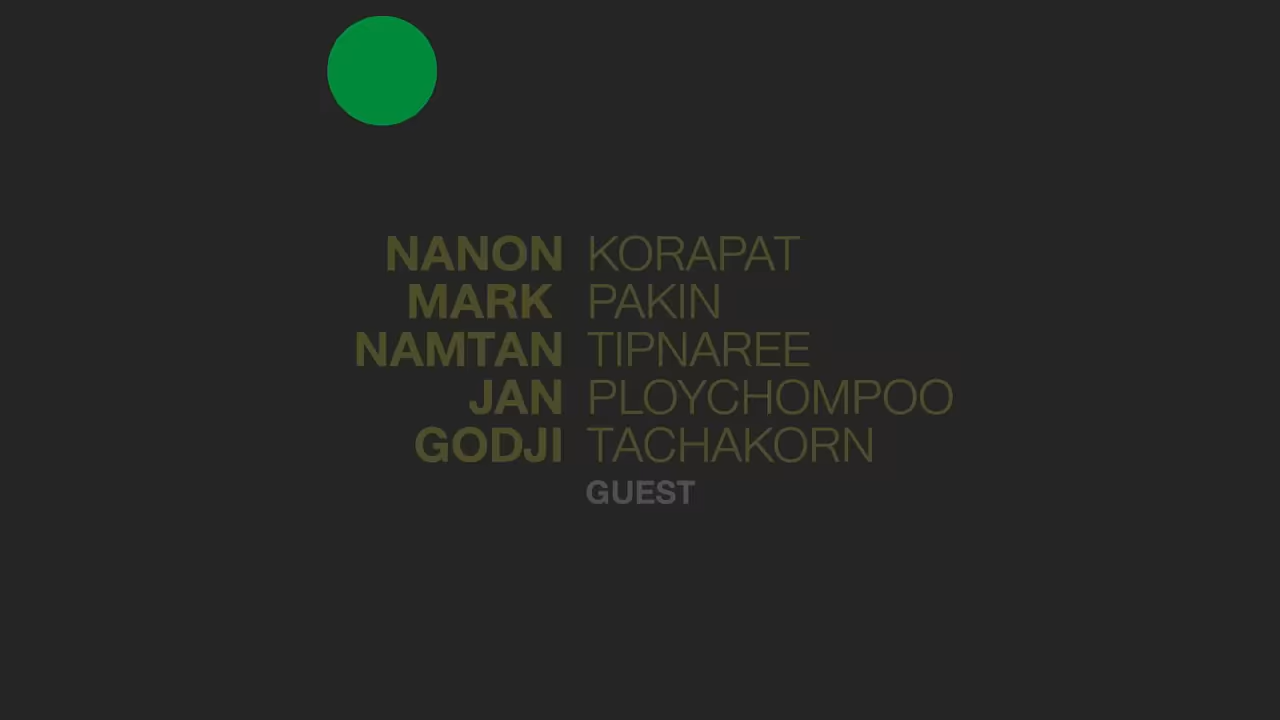 NANON KORAPAT
MARK PAKIN
NAMTAN TIPNAREE
JAN PLOYCHOMPOO
GODJI TACHAKORN
GUEST